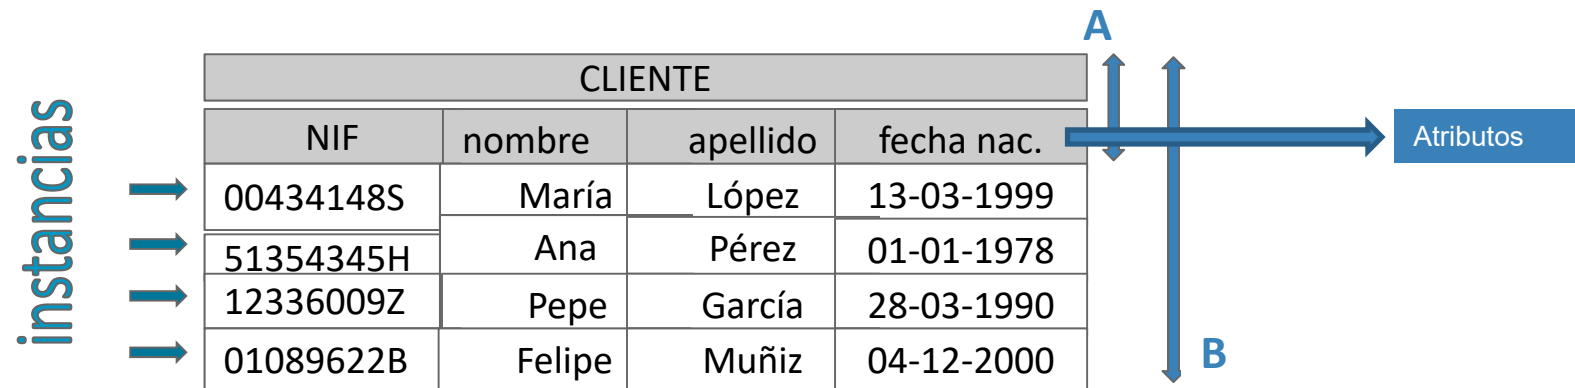 A
CLIENTE
instancias
NIF nombre apellido fecha nac.
Atributos
00434148S María López 13-03-1999
51354345H Ana Pérez 01-01-1978
12336009Z Pepe García 28-03-1990
01089622B Felipe Muñiz 04-12-2000
B